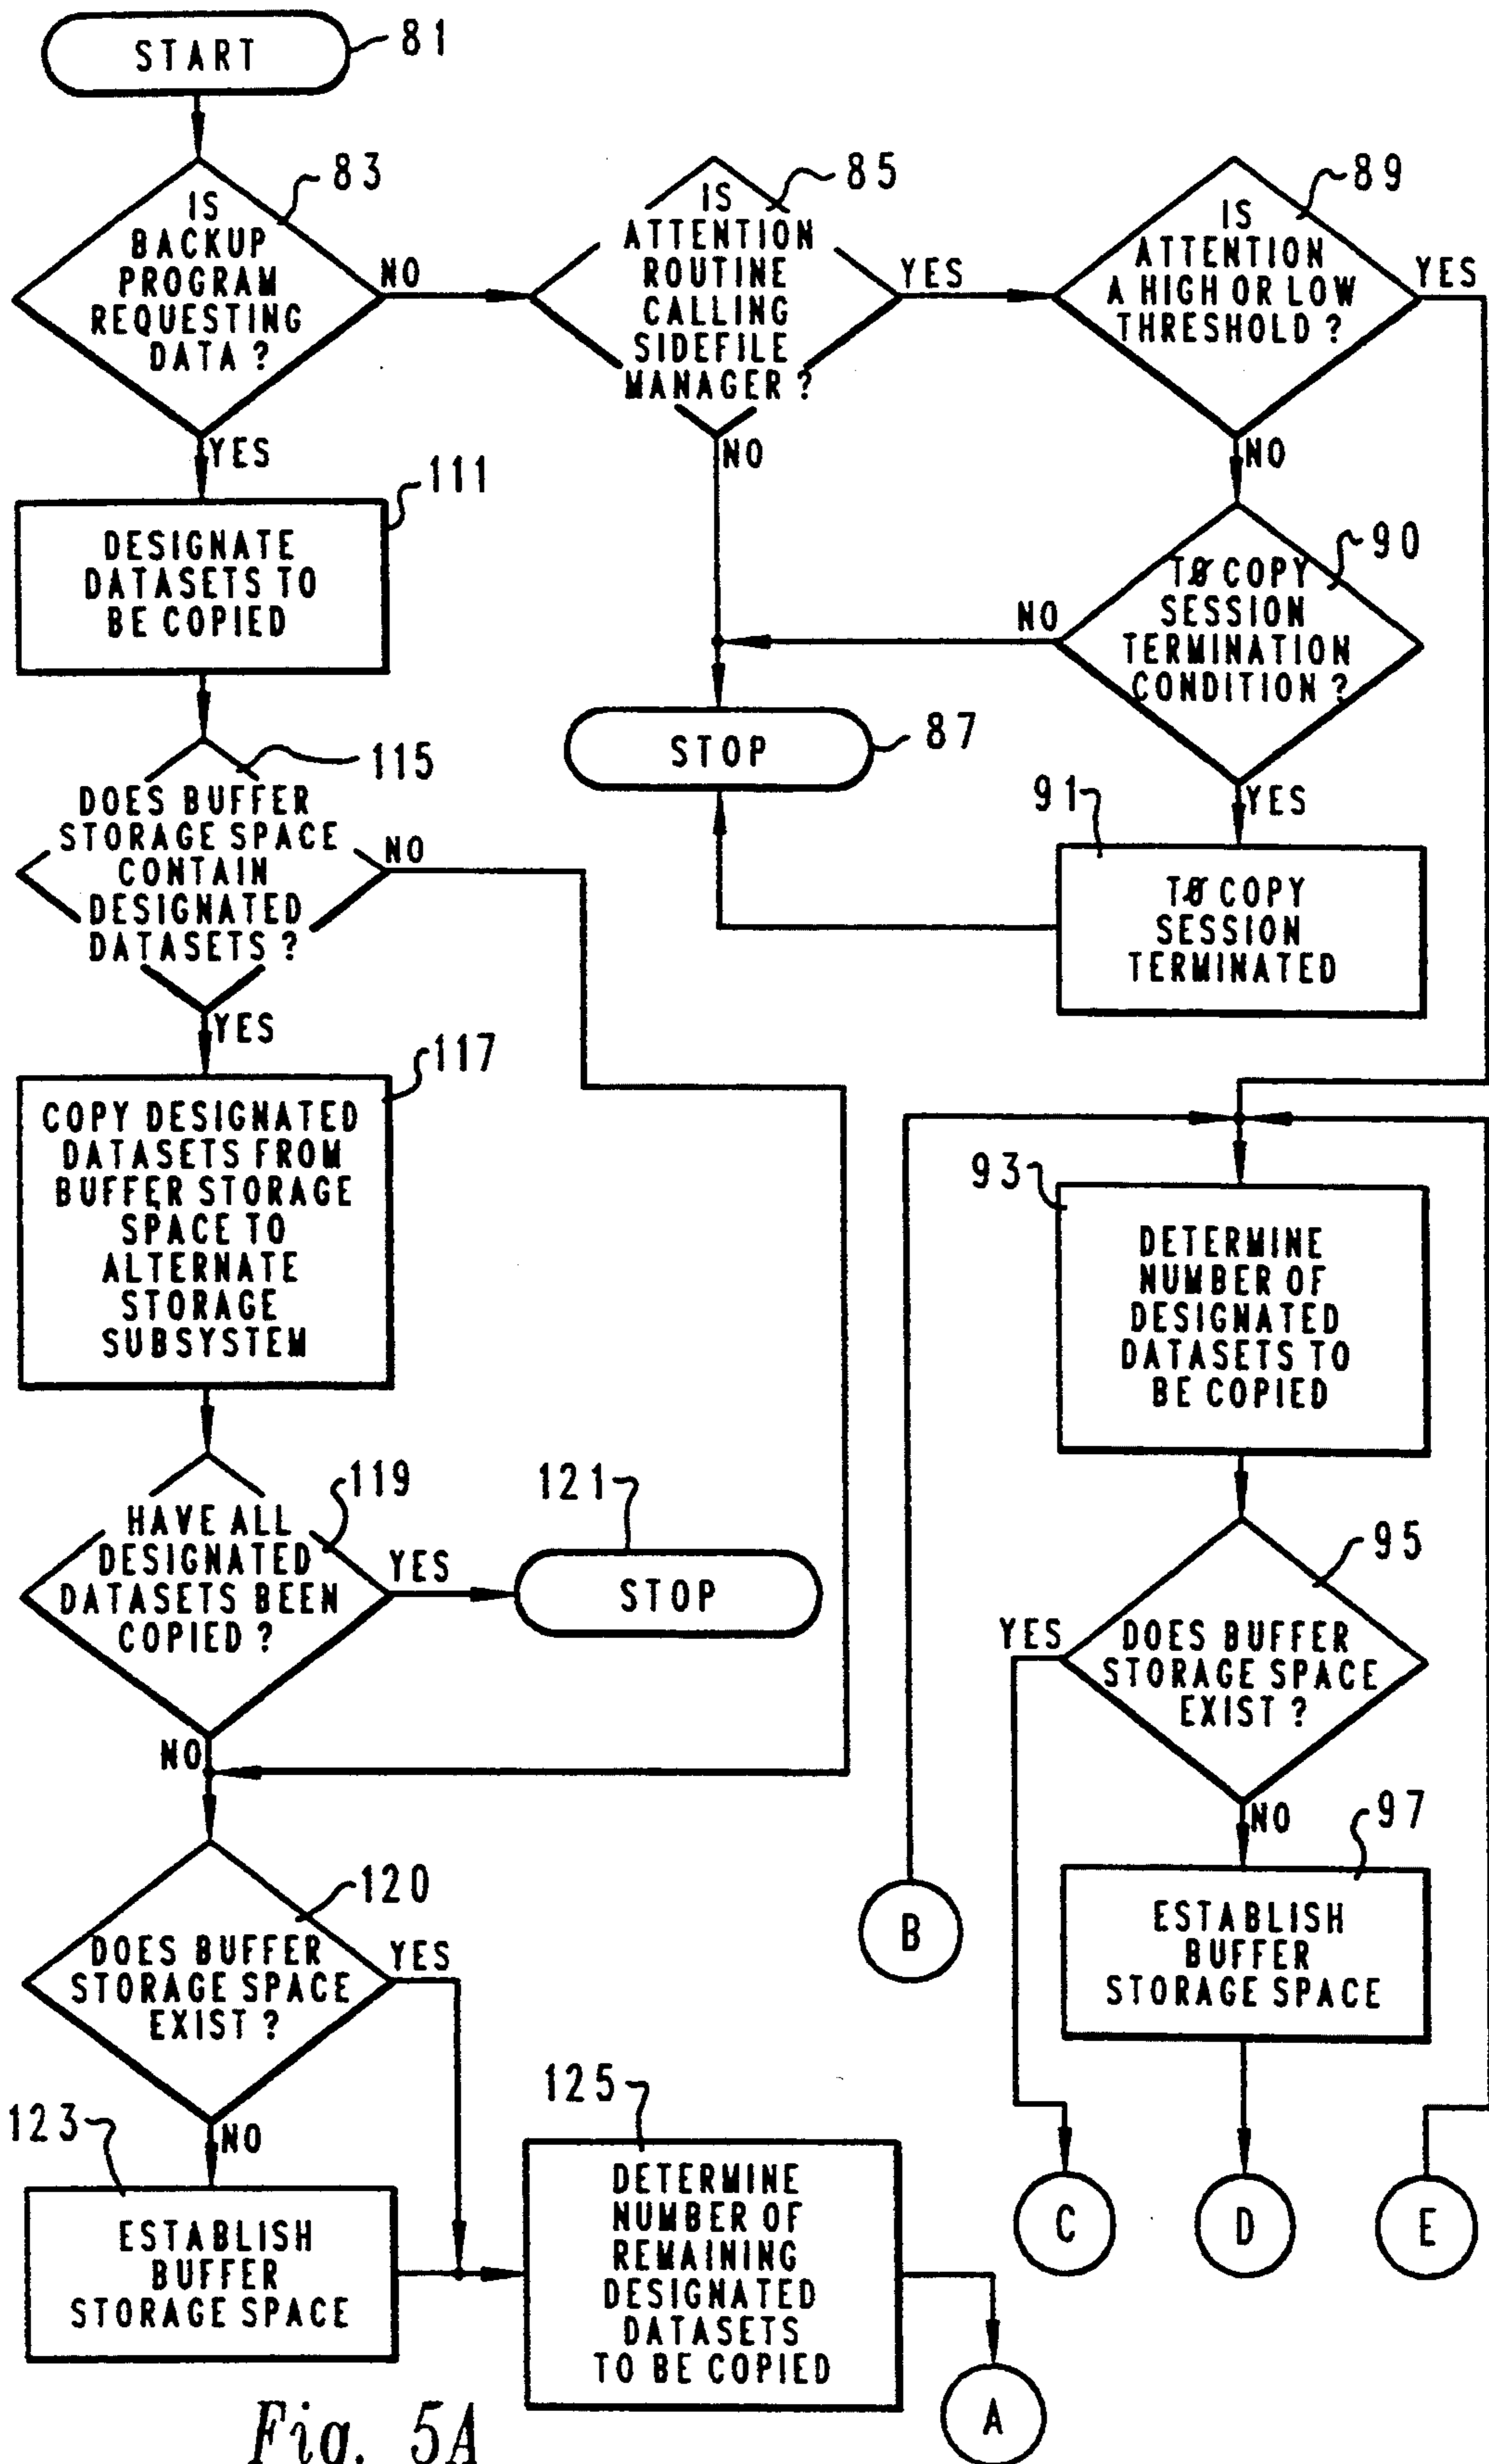 START
81
IS
BACKUP
PROGRAM
REQUESTING
DATA ?
83
NO
YES
IS
ATTENTION
ROUTINE
CALLING
SIDEFILE
MANAGER ?
85
YES
NO
IS
ATTENTION
A HIGH OR LOW
THRESHOLD ?
89
YES
NO
DESIGNATE
DATASETS TO
BE COPIED
111
TØ COPY
SESSION
TERMINATION
CONDITION ?
90
NO
YES
STOP
87
91
TØ COPY
SESSION
TERMINATED
DOES BUFFER
STORAGE SPACE
CONTAIN
DESIGNATED
DATASETS ?
115
NO
YES
COPY DESIGNATED
DATASETS FROM
BUFFER STORAGE
SPACE TO
ALTERNATE
STORAGE
SUBSYSTEM
117
93
DETERMINE
NUMBER OF
DESIGNATED
DATASETS TO
BE COPIED
HAVE ALL
DESIGNATED
DATASETS BEEN
COPIED ?
119
YES
NO
121
STOP
DOES BUFFER
STORAGE SPACE
EXIST ?
95
YES
NO
97
ESTABLISH
BUFFER
STORAGE SPACE
B
DOES BUFFER
STORAGE SPACE
EXIST ?
120
YES
NO
123
ESTABLISH
BUFFER
STORAGE SPACE
125
DETERMINE
NUMBER OF
REMAINING
DESIGNATED
DATASETS
TO BE COPIED
C
D
E
A
Fig. 5A